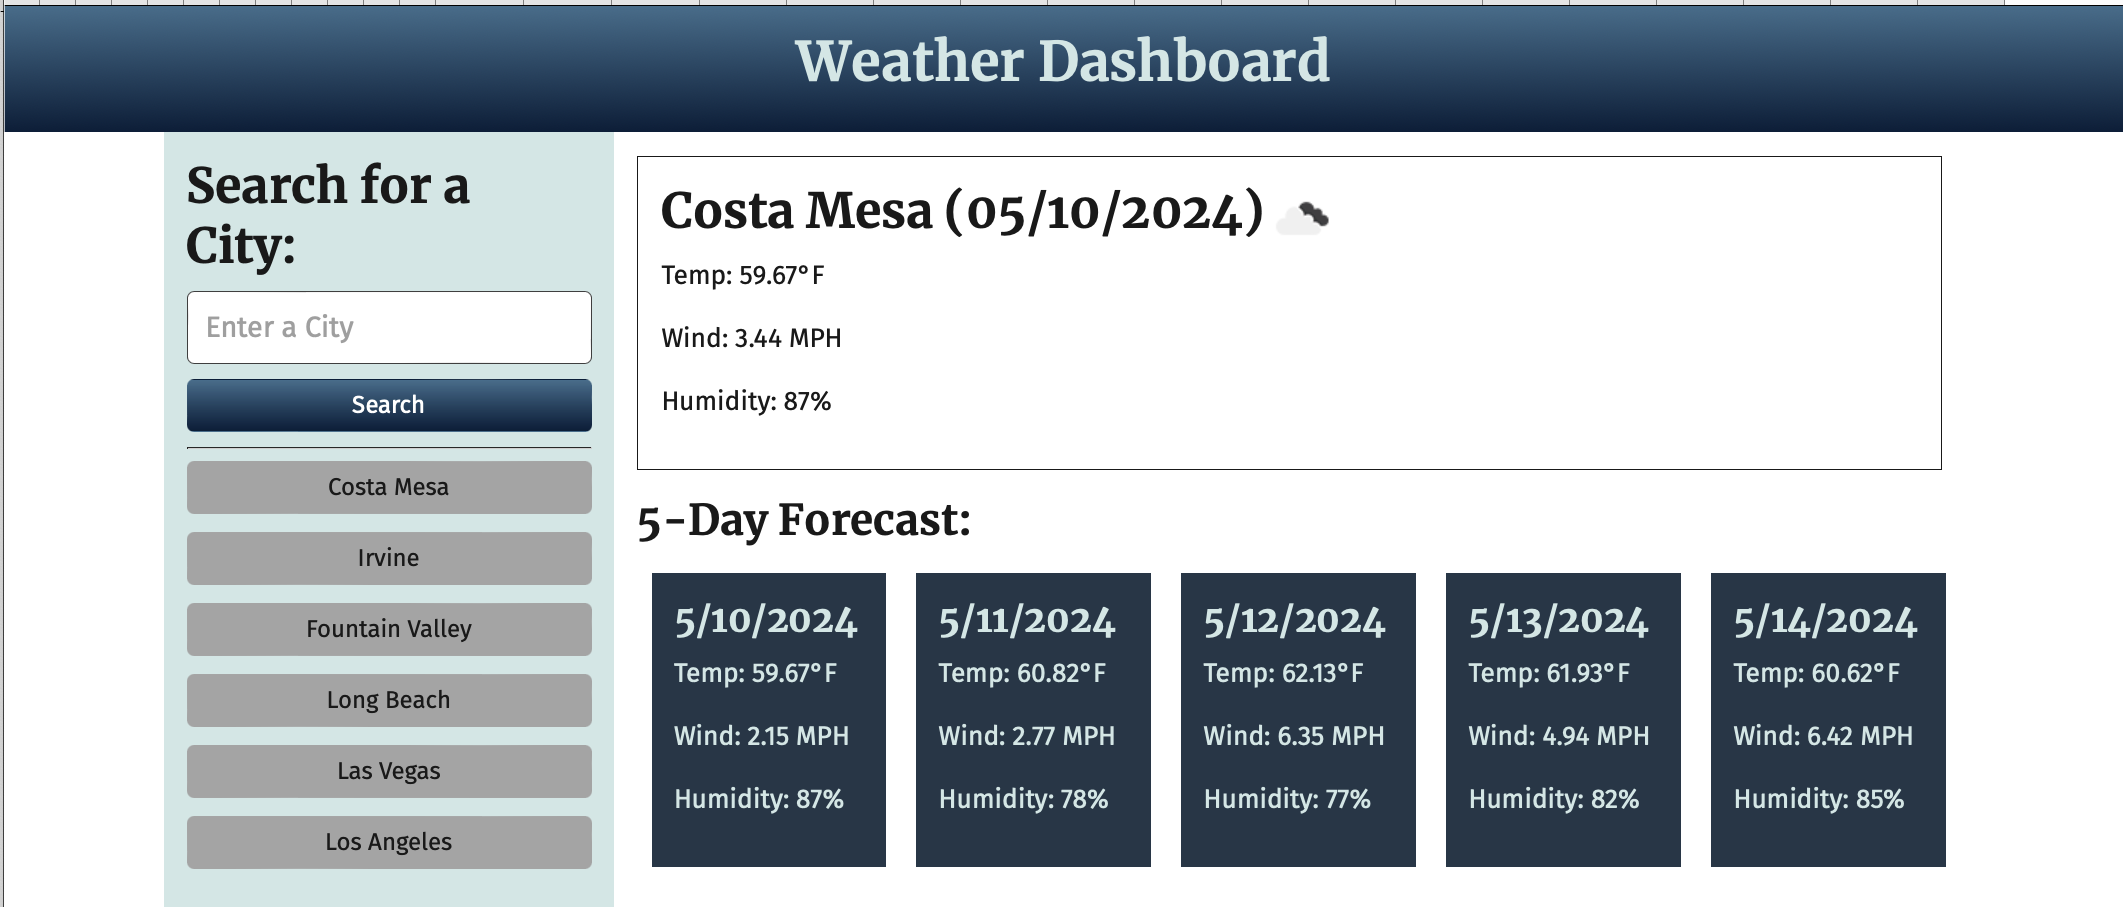 Weather Dashboard
Search for a
City:
Enter a City
Search
Costa Mesa
Irvine
Fountain Valley
Long Beach
Las Vegas
Los Angeles
Costa Mesa (05/10/2024)
Temp: 59.67°F
Wind: 3.44 MPH
Humidity: 87%
5-Day Forecast:
5/10/2024
Temp: 59.67°F
Wind: 2.15 MPH
Humidity: 87%
5/11/2024
Temp: 60.82°F
Wind: 2.77 MPH
Humidity: 78%
5/12/2024
Temp: 62.13°F
Wind: 6.35 MPH
Humidity: 77%
5/13/2024
Temp: 61.93°F
Wind: 4.94 MPH
Humidity: 82%
5/14/2024
Temp: 60.62°F
Wind: 6.42 MPH
Humidity: 85%